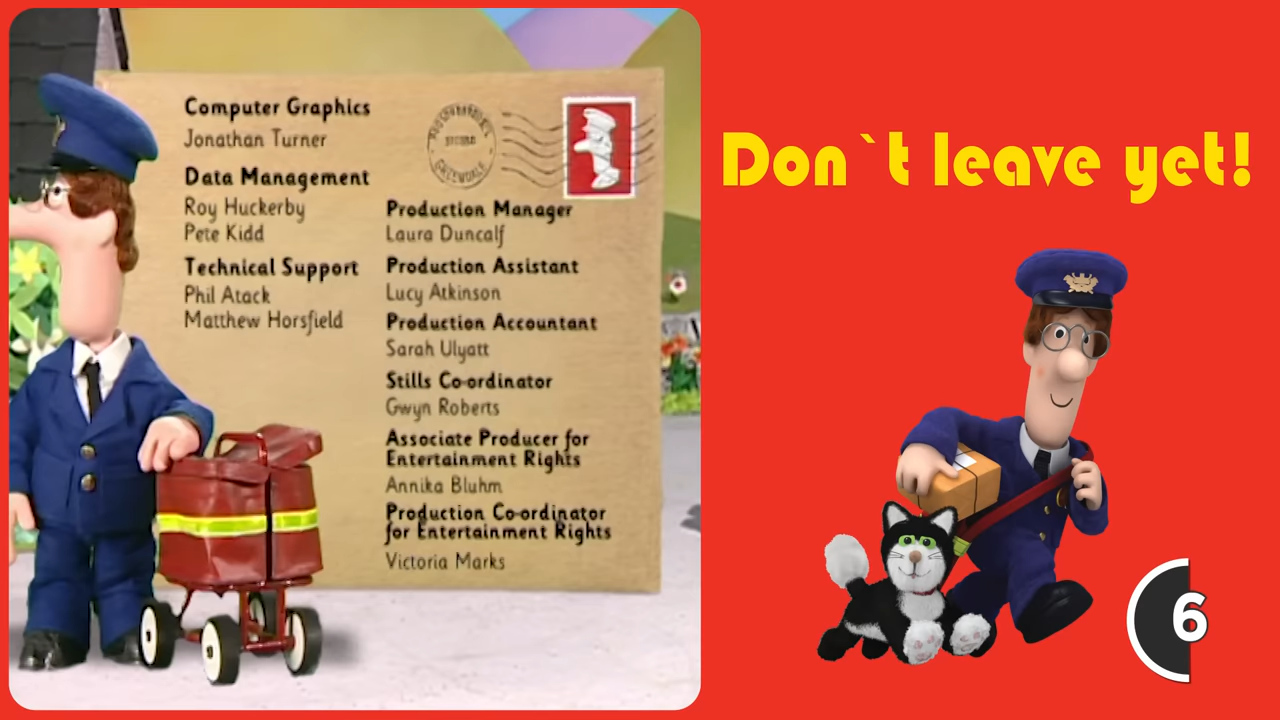 Computer Graphics
Jonathan Turner
Data Management
Roy Huckerby
Pete Kidd
Technical Support
Phil Atack
Matthew Horsfield
GREENDALE
Production Manager
Laura Duncalf
Production Assistant
Lucy Atkinson
Production Accountant
Sarah Ulyatt
Stills Co-ordinator
Gwyn Roberts
Associate Producer for
Entertainment Rights
Annika Bluhm
Production Co-ordinator
for Entertainment Rights
Victoria Marks
Don`t leave yet!
6